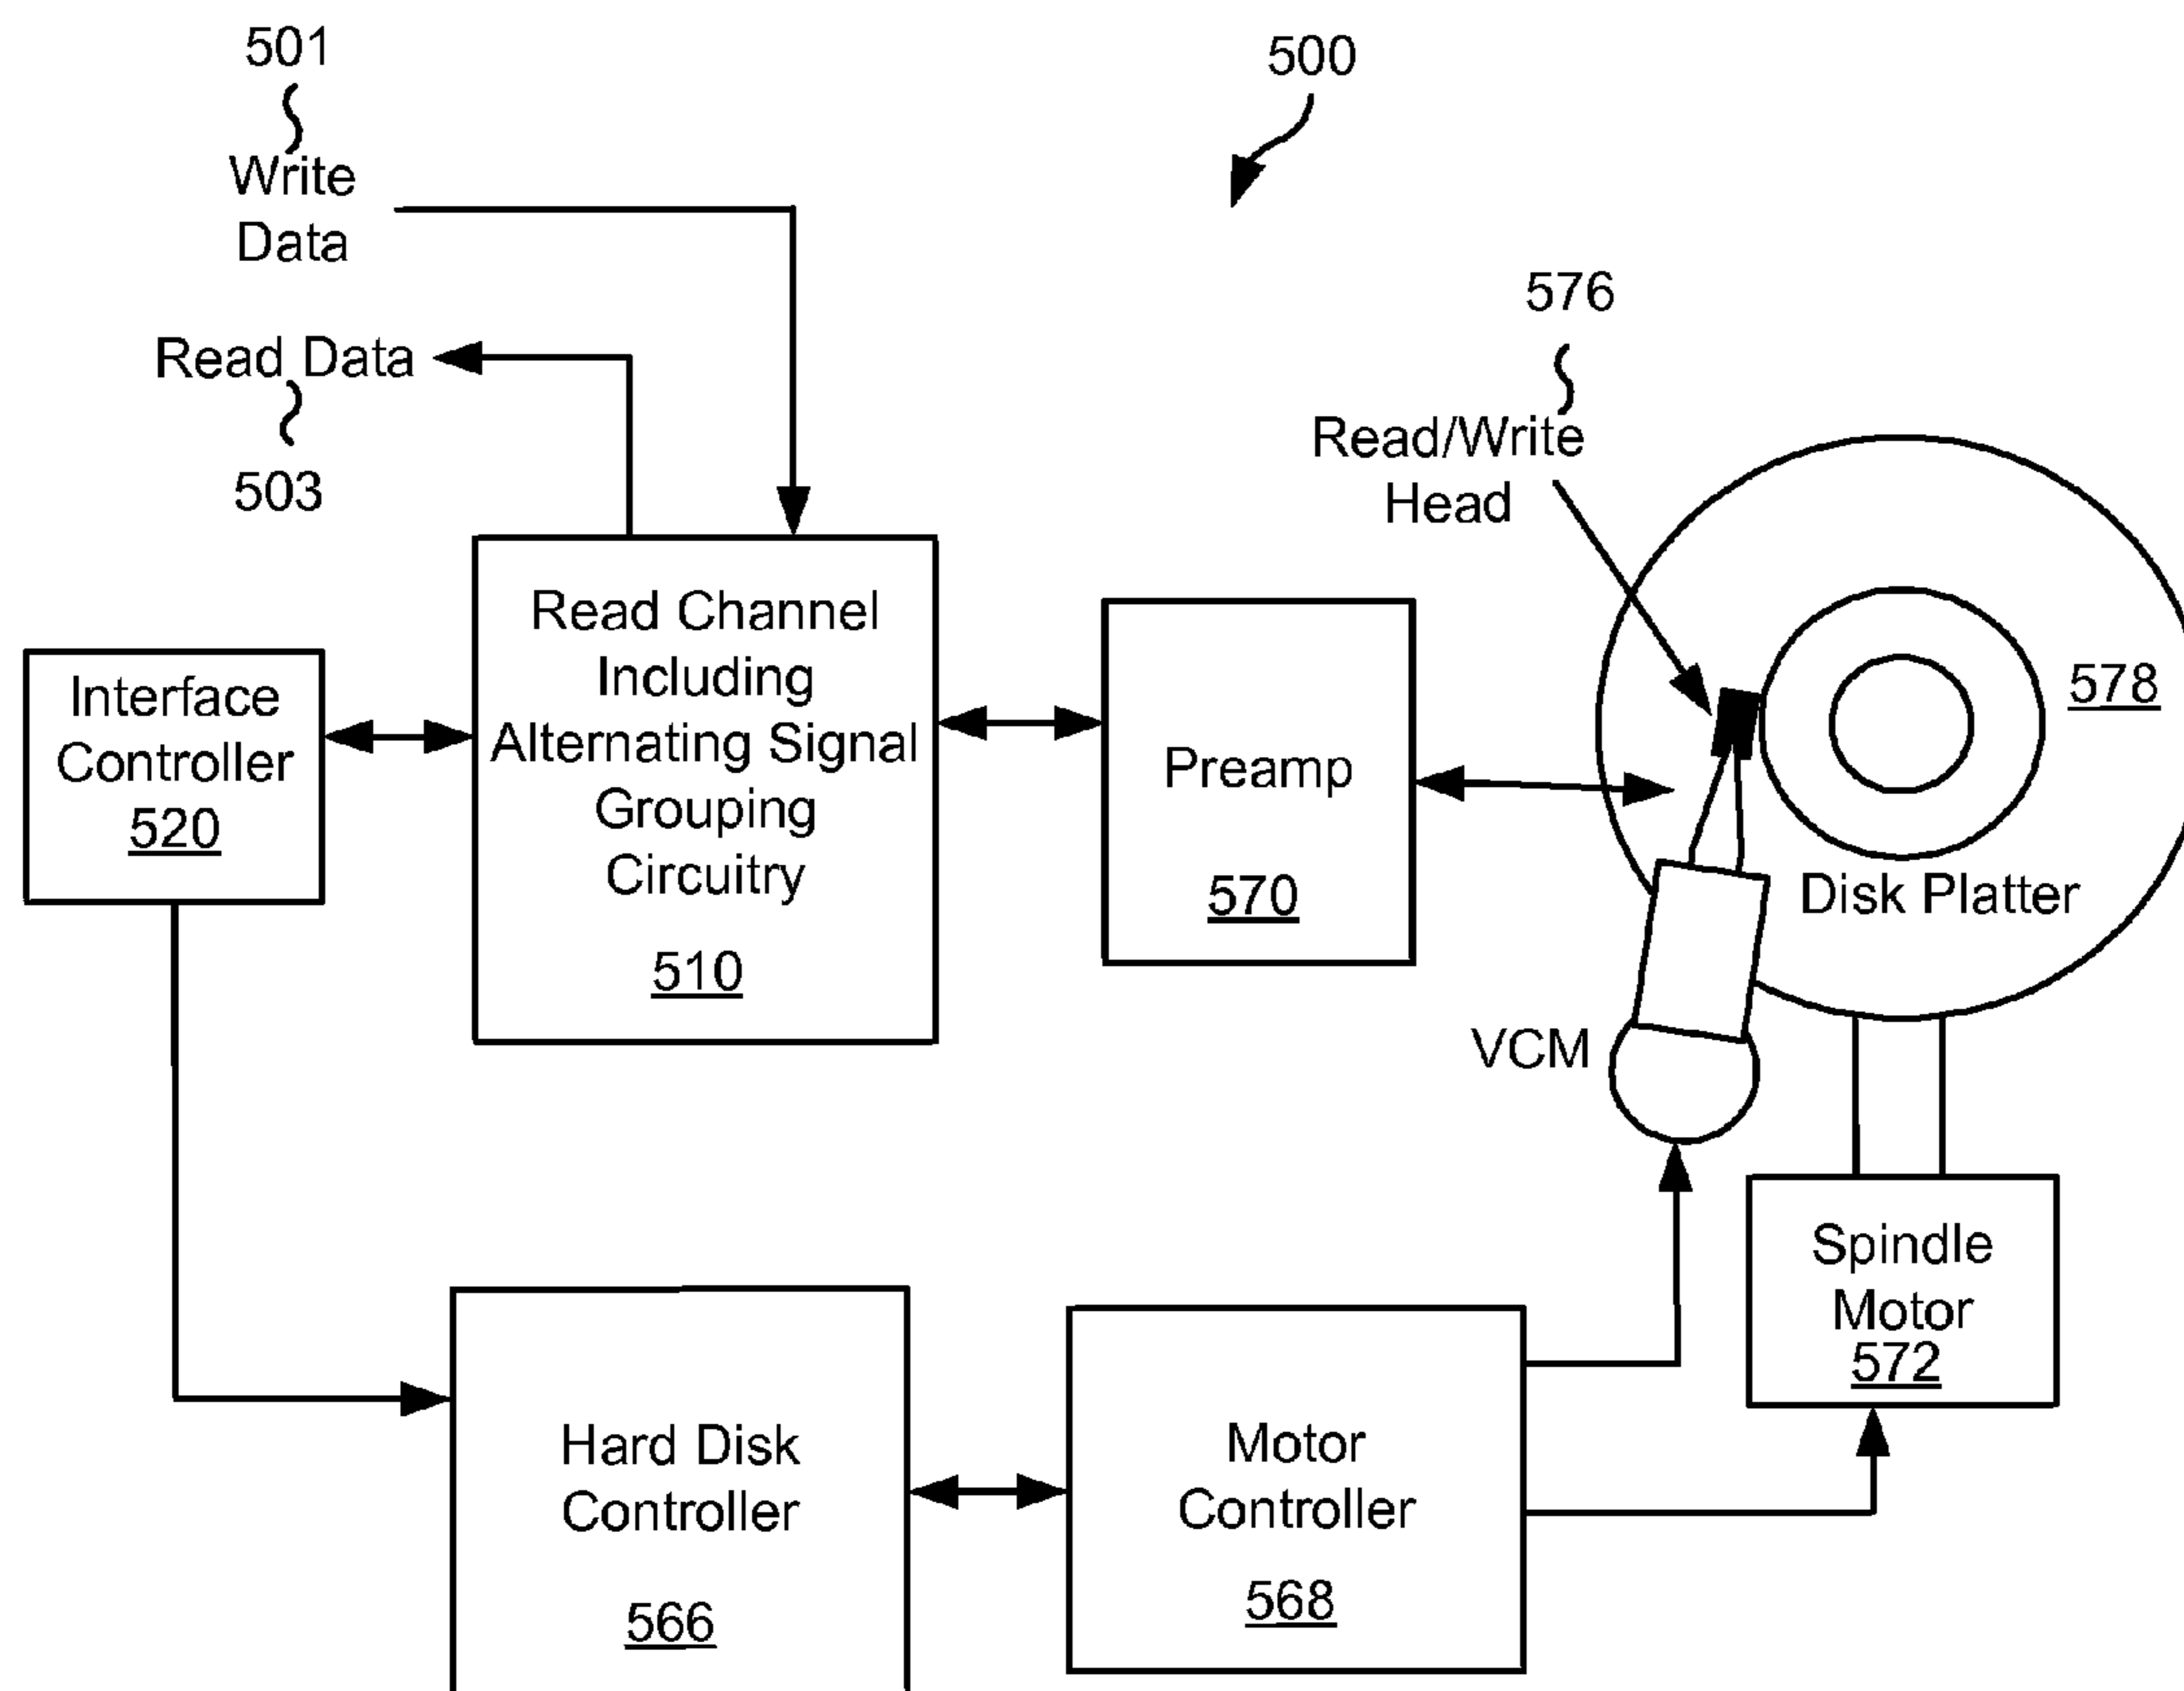 501
Write
Data
500
Read Data
503
576
Read/Write
Head
Read Channel
Including
Alternating Signal
Grouping
Circuitry
510
Interface
Controller
520
Preamp
570
578
Disk Platter
VCM
Spindle
Motor
572
Hard Disk
Controller
566
Motor
Controller
568